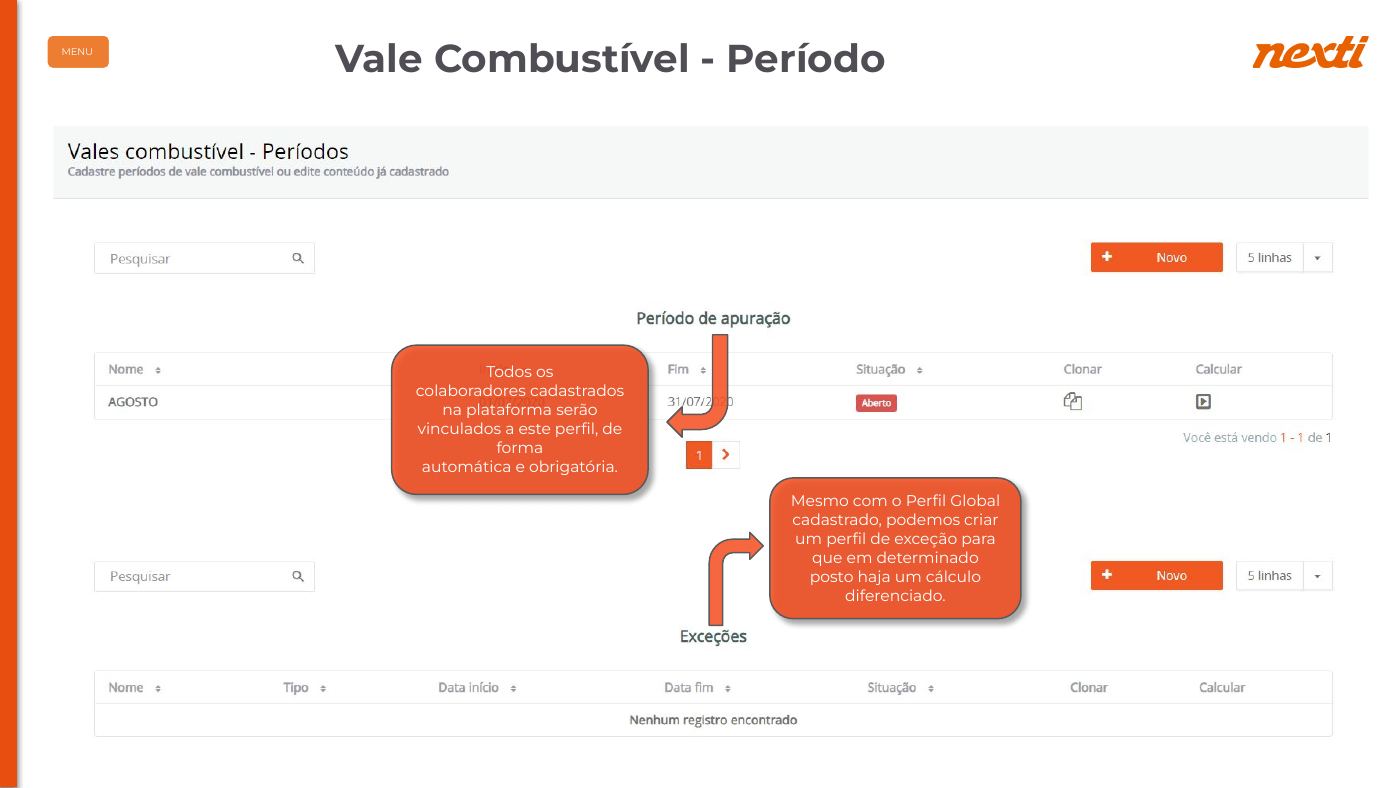 MENU
Vale Combustível - Período
nexti
Vales combustível - Períodos
Cadastre períodos de vale combustível ou edite conteúdo já cadastrado
Pesquisar
Novo
5 linhas
Período de apuração
Nome
Fim
Situação
Clonar
Calcular
AGOSTO
31/07/2020
Aberto
Todos os
colaboradores cadastrados
na plataforma serão
vinculados a este perfil, de
forma
automática e obrigatória.
Você está vendo 1 - 1 de 1
1
Mesmo com o Perfil Global
cadastrado, podemos criar
um perfil de exceção para
que em determinado
posto haja um cálculo
diferenciado.
Pesquisar
Novo
5 linhas
Exceções
Nome
Tipo
Data início
Data fim
Situação
Clonar
Calcular
Nenhum registro encontrado